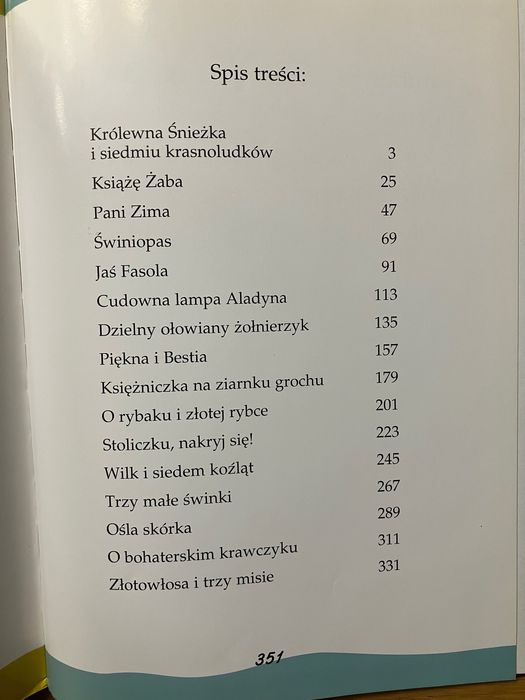 Spis treści:
Królewna Śnieżka
i siedmiu krasnoludków 3
Książę Żaba 25
Pani Zima 47
Świniopas 69
Jaś Fasola 91
Cudowna lampa Aladyna 113
Dzielny ołowiany żołnierzyk 135
Piękna i Bestia 157
Księżniczka na ziarnku grochu 179
O rybaku i złotej rybce 201
Stoliczku, nakryj się! 223
Wilk i siedem koźląt 245
Trzy małe świnki 267
Ośla skórka 289
O bohaterskim krawczyku 311
Złotowłosa i trzy misie 331
351